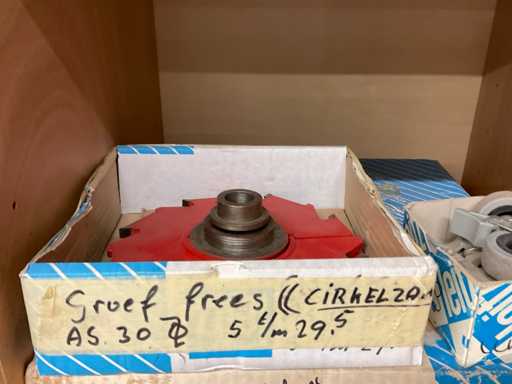 Groef frees ((CIRKELZA
AS. 30 ⌀ 5 t/m 29.5